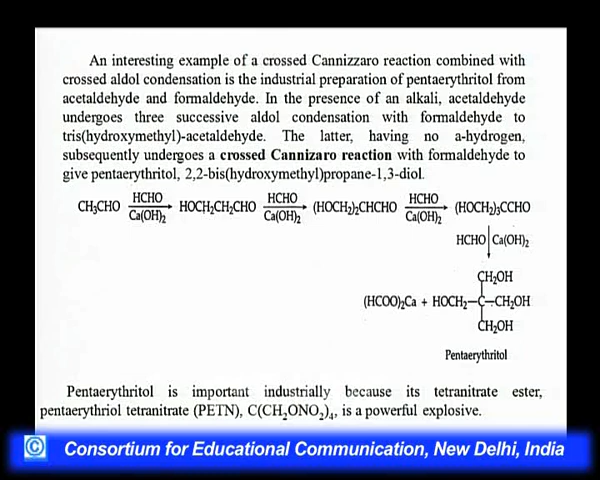 An interesting example of a crossed Cannizzaro reaction combined with
crossed aldol condensation is the industrial preparation of pentaerythritol from
acetaldehyde and formaldehyde. In the presence of an alkali, acetaldehyde
undergoes three successive aldol condensation with formaldehyde to
tris(hydroxymethyl)-acetaldehyde. The latter, having no a-hydrogen,
subsequently undergoes a crossed Cannizaro reaction with formaldehyde to
give pentaerythritol, 2,2-bis(hydroxymethyl)propane-1,3-diol.
CH₃CHO HCHO Ca(OH)₂ → HOCH₂CH₂CHO HCHO Ca(OH)₂ → (HOCH₂)₂CHCHO HCHO Ca(OH)₂ → (HOCH₂)₃CCHO
HCHO Ca(OH)₂
CH₂OH
(HCOO)₂Ca + HOCH₂–C–CH₂OH
CH₂OH
Pentaerythritol
Pentaerythritol is important industrially because its tetranitrate ester,
pentaerythriol tetranitrate (PETN), C(CH₂ONO₂)₄, is a powerful explosive.
© Consortium for Educational Communication, New Delhi, India